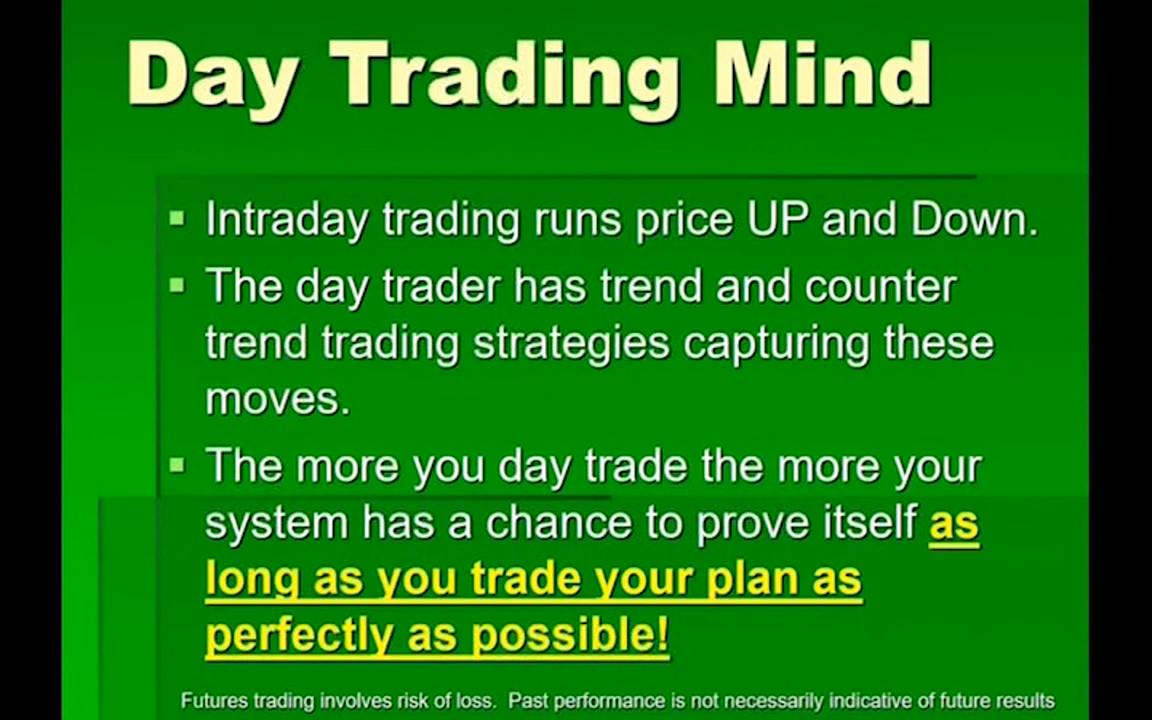 Day Trading Mind
Intraday trading runs price UP and Down.
The day trader has trend and counter
trend trading strategies capturing these
moves.
The more you day trade the more your
system has a chance to prove itself as
long as you trade your plan as
perfectly as possible!
Futures trading involves risk of loss. Past performance is not necessarily indicative of future results